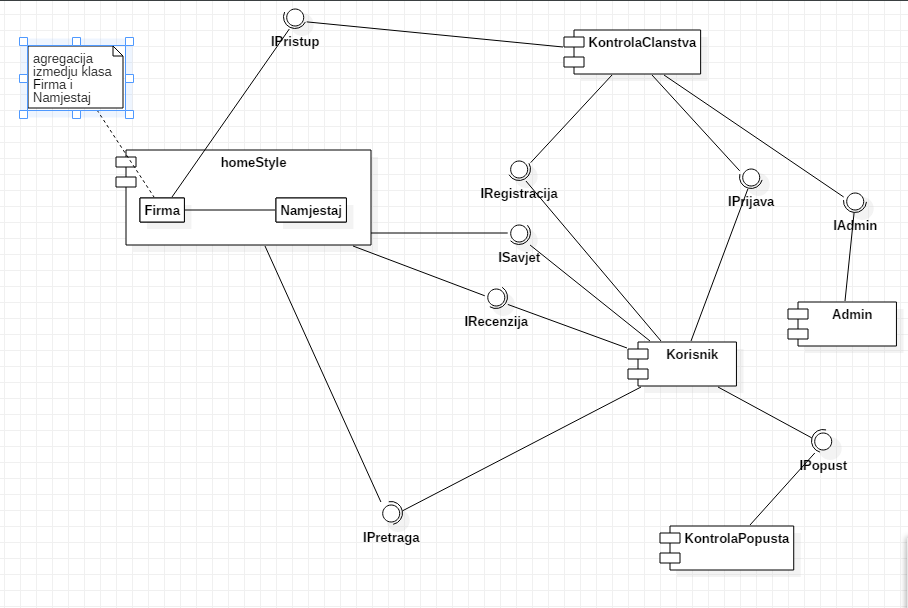 IPristup
KontrolaClanstva
agregacija
izmedju klasa
Firma i
Namjestaj
homeStyle
IRegistracija
IPrijava
Firma
Namjestaj
IAdmin
ISavjet
IRecenzija
Admin
Korisnik
IPopust
IPretraga
KontrolaPopusta